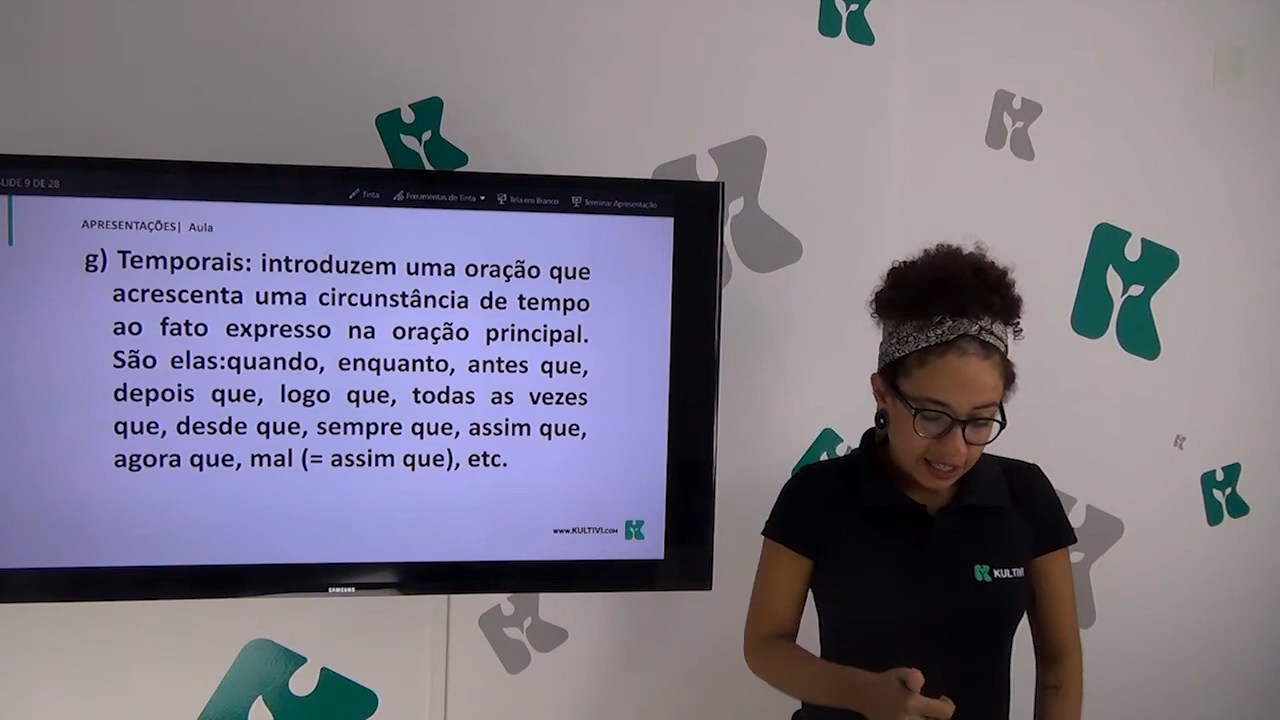 LIDE 9 DE 28
Tinta Ferramentas de Tinta Tela em Branco Terminar Apresentação
APRESENTAÇÕES| Aula
g) Temporais: introduzem uma oração que
acrescenta uma circunstância de tempo
ao fato expresso na oração principal.
São elas:quando, enquanto, antes que,
depois que, logo que, todas as vezes
que, desde que, sempre que, assim que,
agora que, mal (= assim que), etc.
www.KULTIVI.com
SAMSUNG
KULTIVI